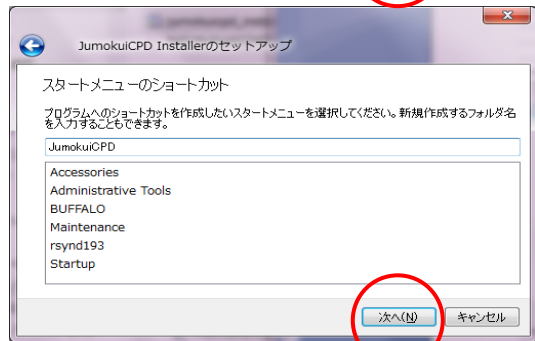 JumokuiCPD Installerのセットアップ
スタートメニューのショートカット
プログラムへのショートカットを作成したいスタートメニューを選択してください。新規作成するフォルダ名
を入力することもできます。
JumokuiCPD
Accessories
Administrative Tools
BUFFALO
Maintenance
rsynd193
Startup
次へ(N)
キャンセル